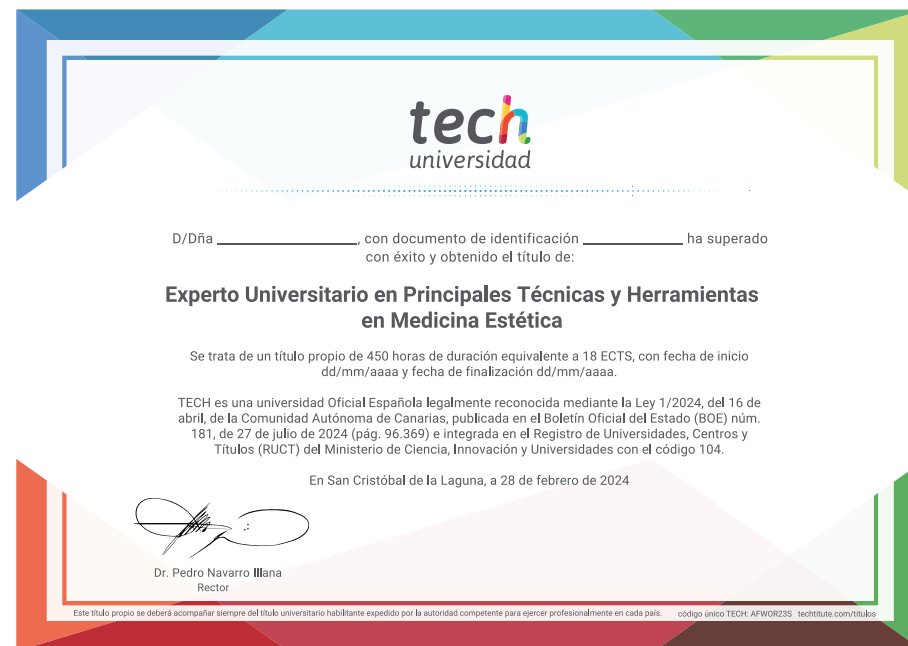 tech
universidad
D/Dña ____________________, con documento de identificación ______________ ha superado
con éxito y obtenido el título de:
Experto Universitario en Principales Técnicas y Herramientas
en Medicina Estética
Se trata de un título propio de 450 horas de duración equivalente a 18 ECTS, con fecha de inicio
dd/mm/aaaa y fecha de finalización dd/mm/aaaa.
TECH es una universidad Oficial Española legalmente reconocida mediante la Ley 1/2024, del 16 de
abril, de la Comunidad Autónoma de Canarias, publicada en el Boletín Oficial del Estado (BOE) núm.
181, de 27 de julio de 2024 (pág. 96.369) e integrada en el Registro de Universidades, Centros y
Títulos (RUCT) del Ministerio de Ciencia, Innovación y Universidades con el código 104.
En San Cristóbal de la Laguna, a 28 de febrero de 2024
Dr. Pedro Navarro Illana
Rector
Este título propio se deberá acompañar siempre del título universitario habilitante expedido por la autoridad competente para ejercer profesionalmente en cada país. código único TECH: AFWOR23S techtitute.com/titulos